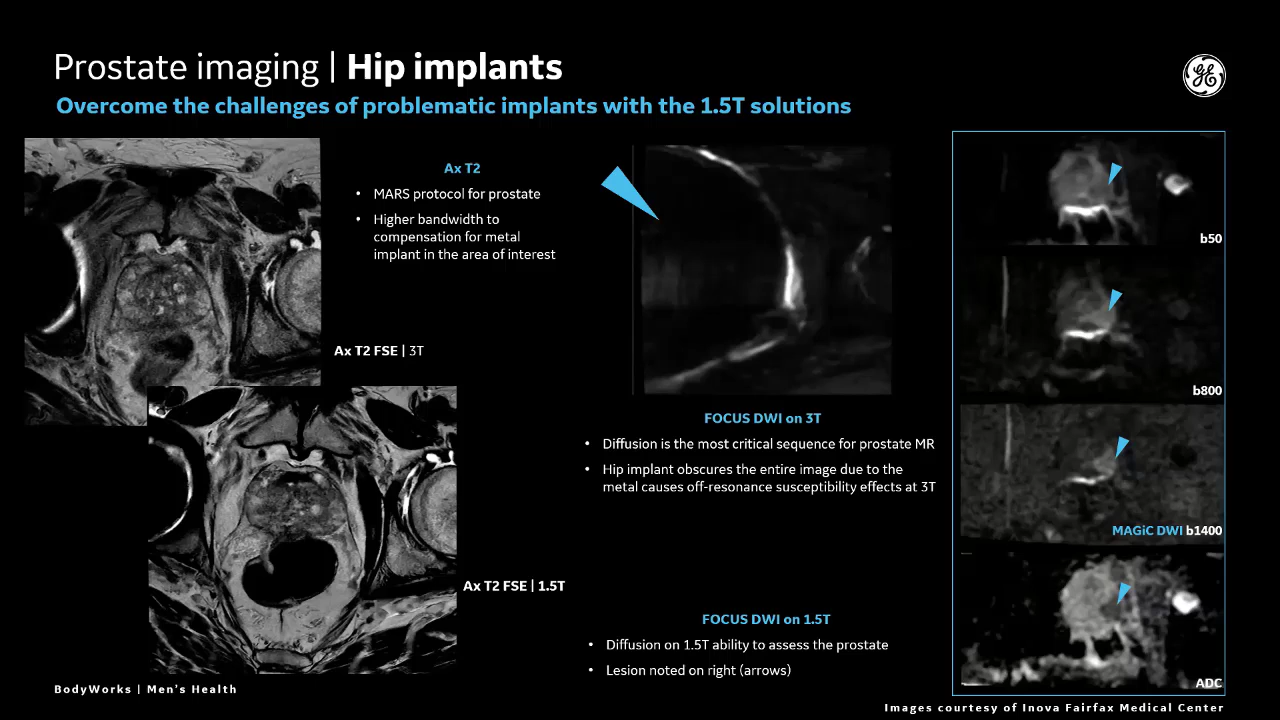 Prostate imaging | Hip implants
Overcome the challenges of problematic implants with the 1.5T solutions
Ax T2
• MARS protocol for prostate
• Higher bandwidth to
compensation for metal
implant in the area of interest
Ax T2 FSE | 3T
Ax T2 FSE | 1.5T
FOCUS DWI on 3T
• Diffusion is the most critical sequence for prostate MR
• Hip implant obscures the entire image due to the
metal causes off-resonance susceptibility effects at 3T
FOCUS DWI on 1.5T
• Diffusion on 1.5T ability to assess the prostate
• Lesion noted on right (arrows)
b50
b800
MAGiC DWI b1400
ADC
BodyWorks | Men's Health
Images courtesy of Inova Fairfax Medical Center